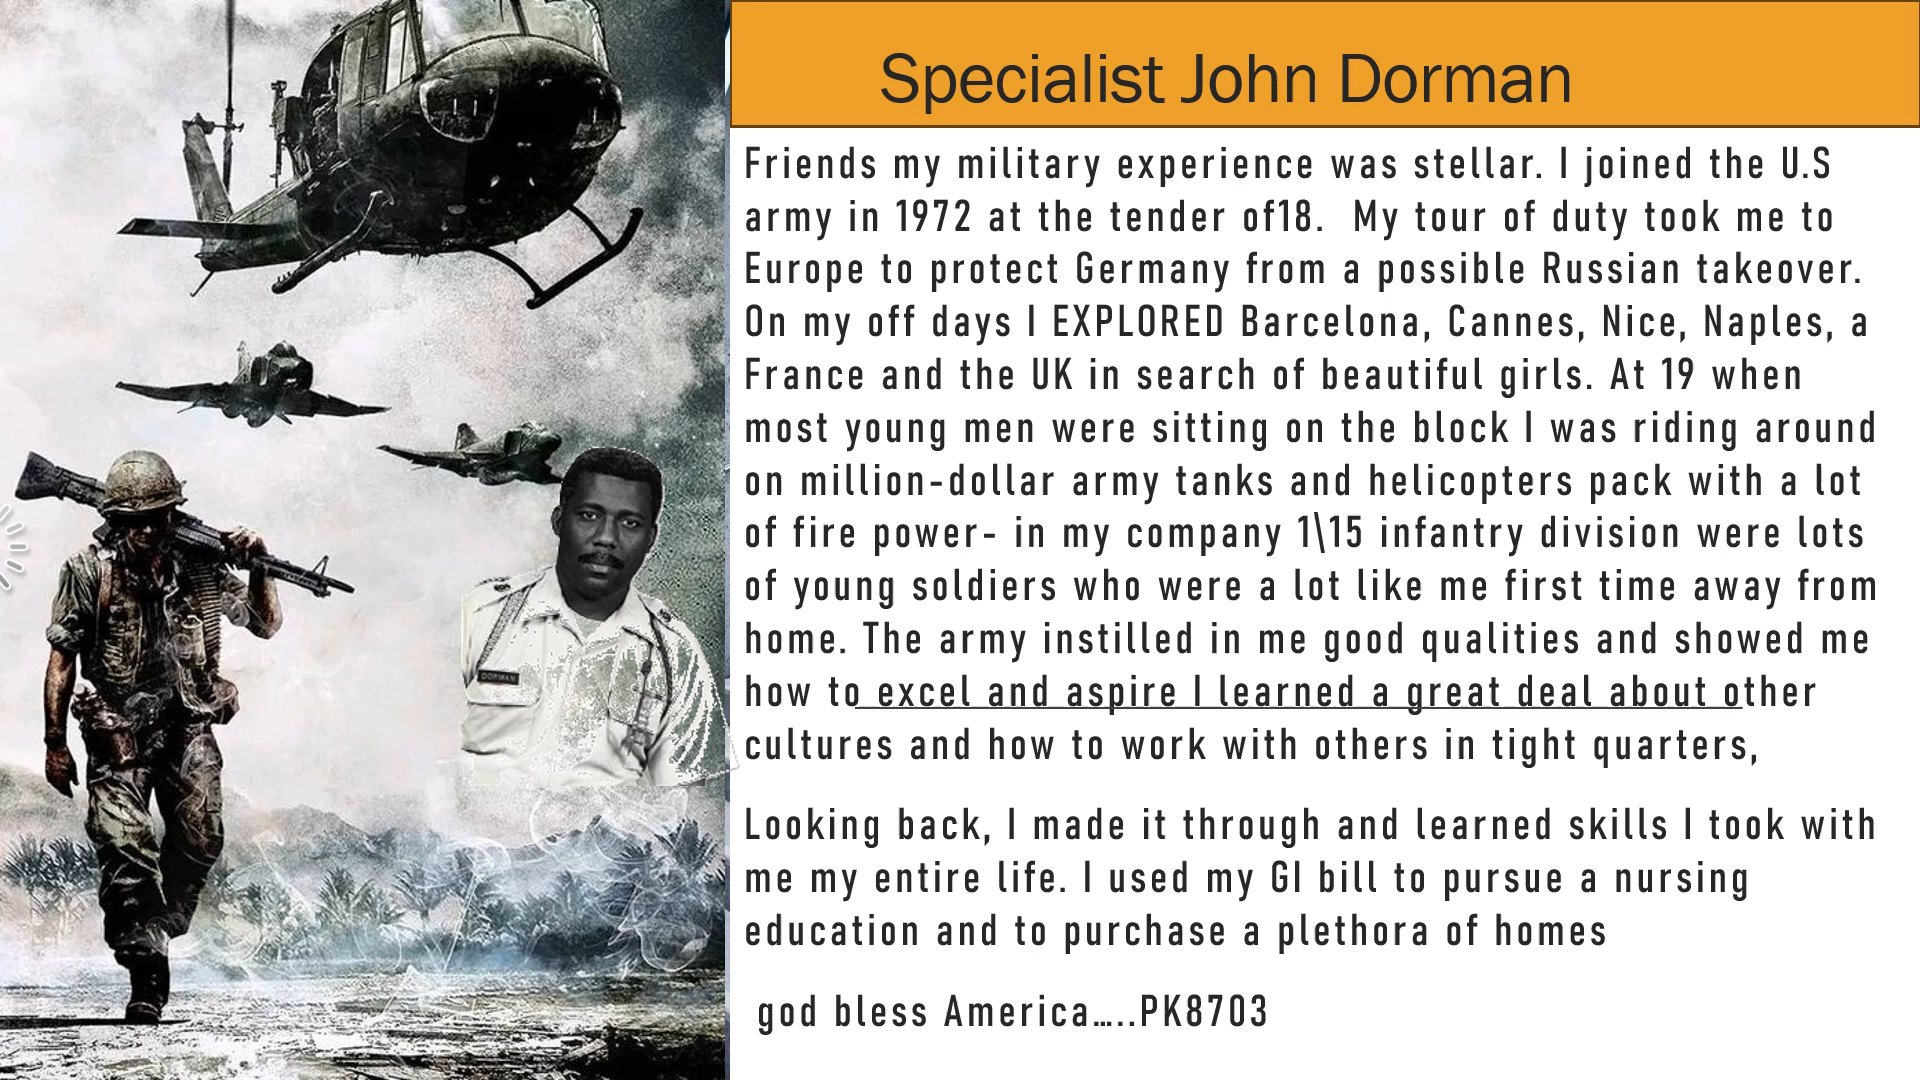 Specialist John Dorman
Friends my military experience was stellar. I joined the U.S
army in 1972 at the tender of18.  My tour of duty took me to
Europe to protect Germany from a possible Russian takeover.
On my off days I EXPLORED Barcelona, Cannes, Nice, Naples, a
France and the UK in search of beautiful girls. At 19 when
most young men were sitting on the block I was riding around
on million-dollar army tanks and helicopters pack with a lot
of fire power- in my company 1\15 infantry division were lots
of young soldiers who were a lot like me first time away from
home. The army instilled in me good qualities and showed me
how to excel and aspire I learned a great deal about other
cultures and how to work with others in tight quarters,
Looking back, I made it through and learned skills I took with
me my entire life. I used my GI bill to pursue a nursing
education and to purchase a plethora of homes
god bless America.....PK8703
DORMAN